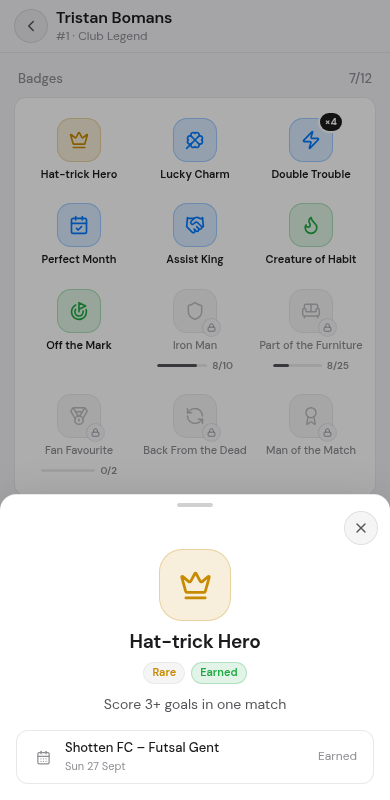 Tristan Bomans
#1 · Club Legend
Badges 7/12
×4
Hat-trick Hero Lucky Charm Double Trouble
Perfect Month Assist King Creature of Habit
Off the Mark Iron Man Part of the Furniture
8/10 8/25
Fan Favourite Back From the Dead Man of the Match
0/2
Hat-trick Hero
Rare Earned
Score 3+ goals in one match
Shotten FC – Futsal Gent
Earned
Sun 27 Sept